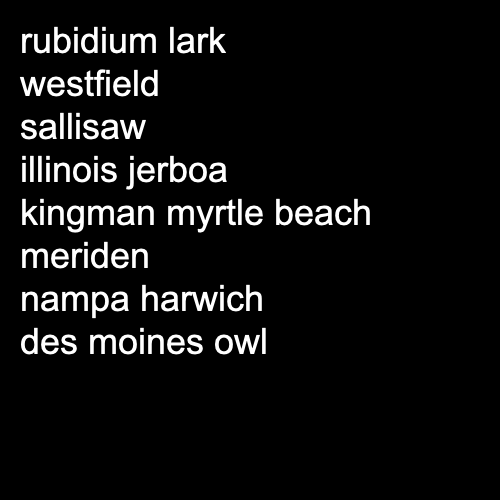 rubidium lark
westfield
sallisaw
illinois jerboa
kingman myrtle beach
meriden
nampa harwich
des moines owl